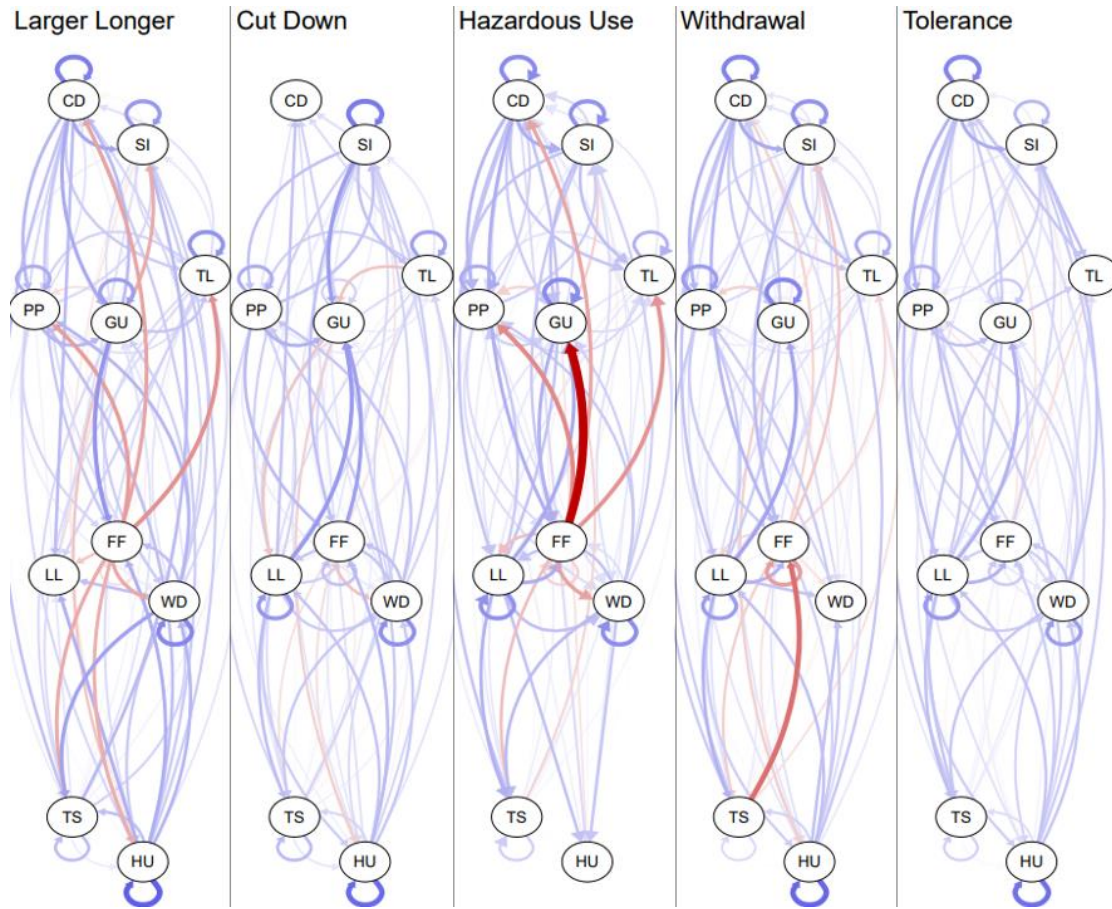 Larger Longer
CD
SI
TL
PP
GU
FF
LL
WD
TS
HU
Cut Down
CD
SI
TL
PP
GU
FF
LL
WD
TS
HU
Hazardous Use
CD
SI
TL
PP
GU
FF
LL
WD
TS
HU
Withdrawal
CD
SI
TL
PP
GU
FF
LL
WD
TS
HU
Tolerance
CD
SI
TL
PP
GU
FF
LL
WD
TS
HU